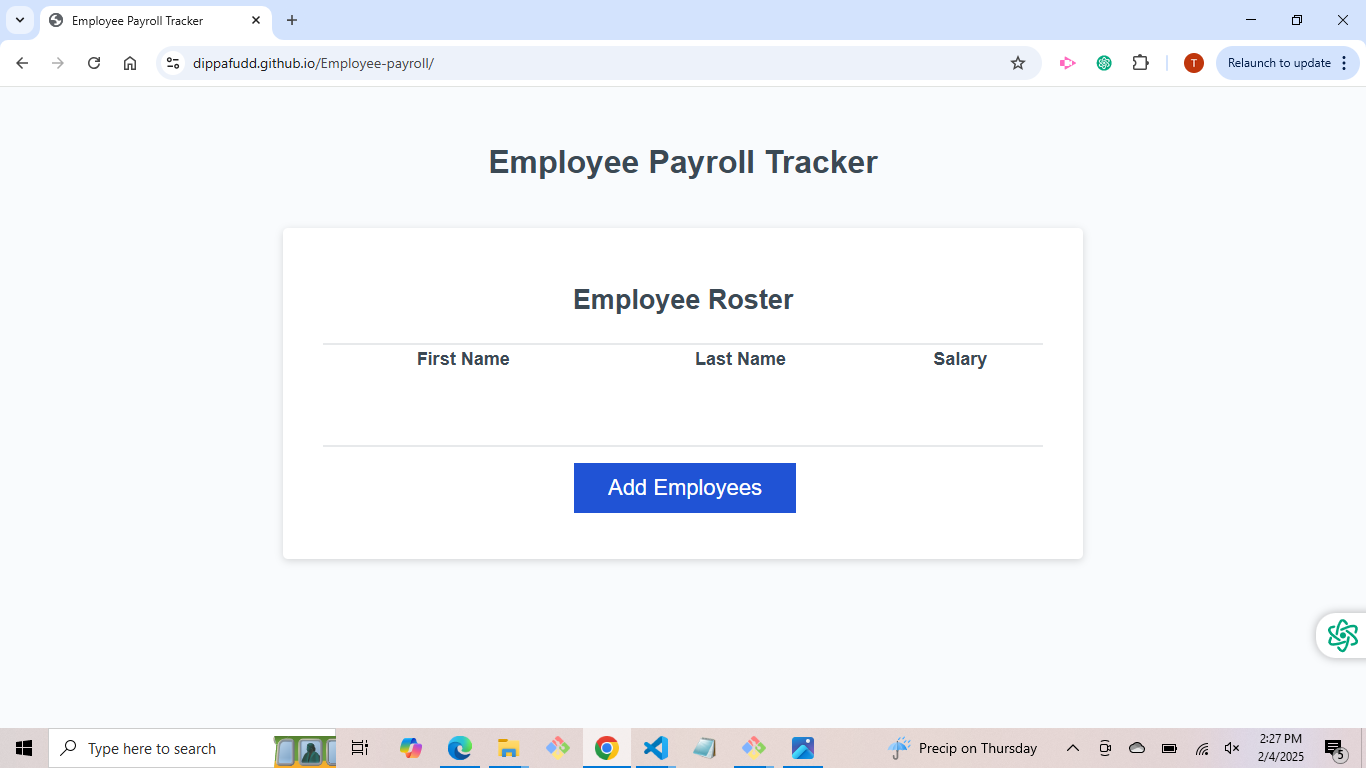 Employee Payroll Tracker
dippafudd.github.io/Employee-payroll/
T
Relaunch to update
Employee Payroll Tracker
Employee Roster
First Name Last Name Salary
Add Employees
Type here to search
Precip on Thursday
2:27 PM
2/4/2025
5